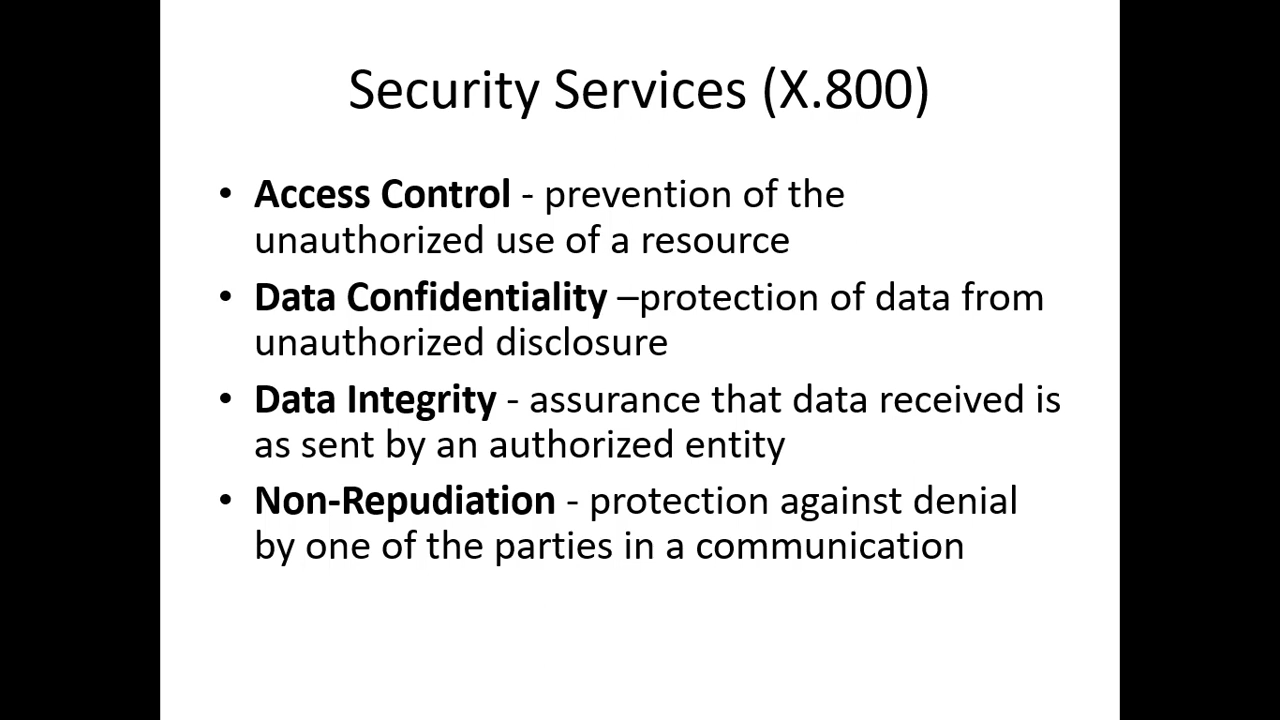 Security Services (X.800)
• Access Control - prevention of the
unauthorized use of a resource
• Data Confidentiality –protection of data from
unauthorized disclosure
• Data Integrity - assurance that data received is
as sent by an authorized entity
• Non-Repudiation - protection against denial
by one of the parties in a communication